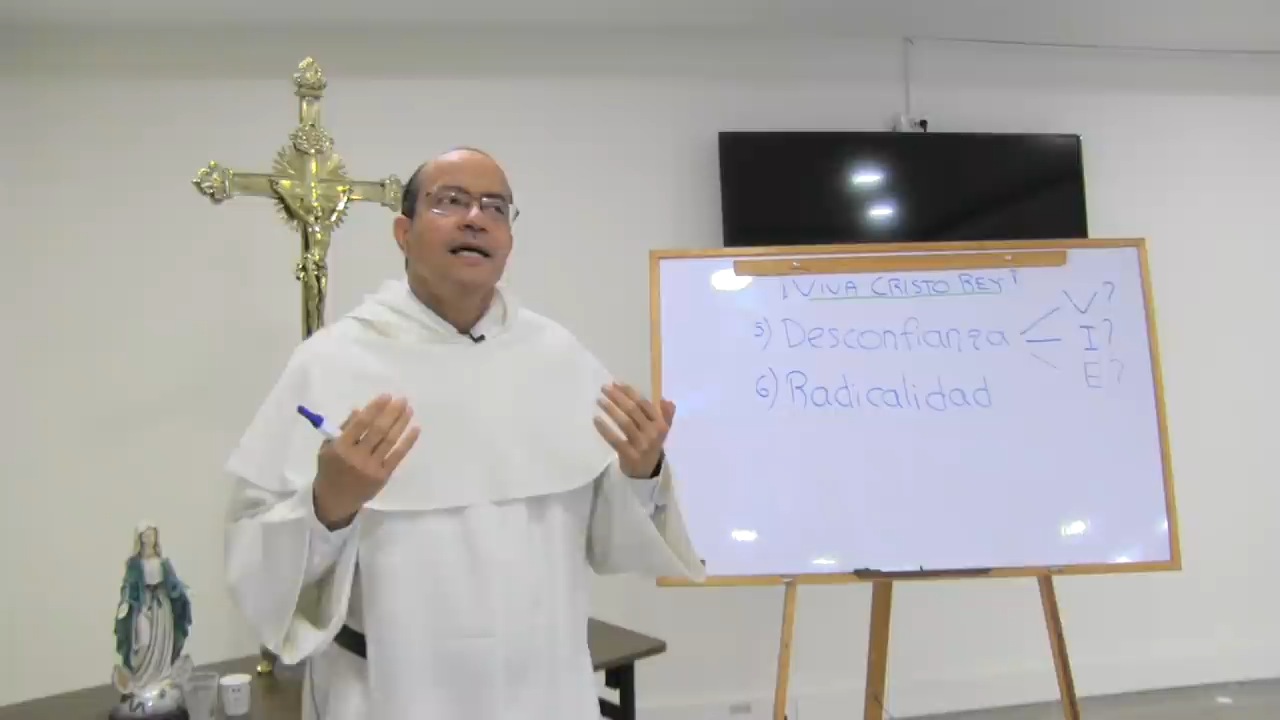 ¡VIVA CRISTO REY!
5) Desconfianza V?
I?
E?
6) Radicalidad